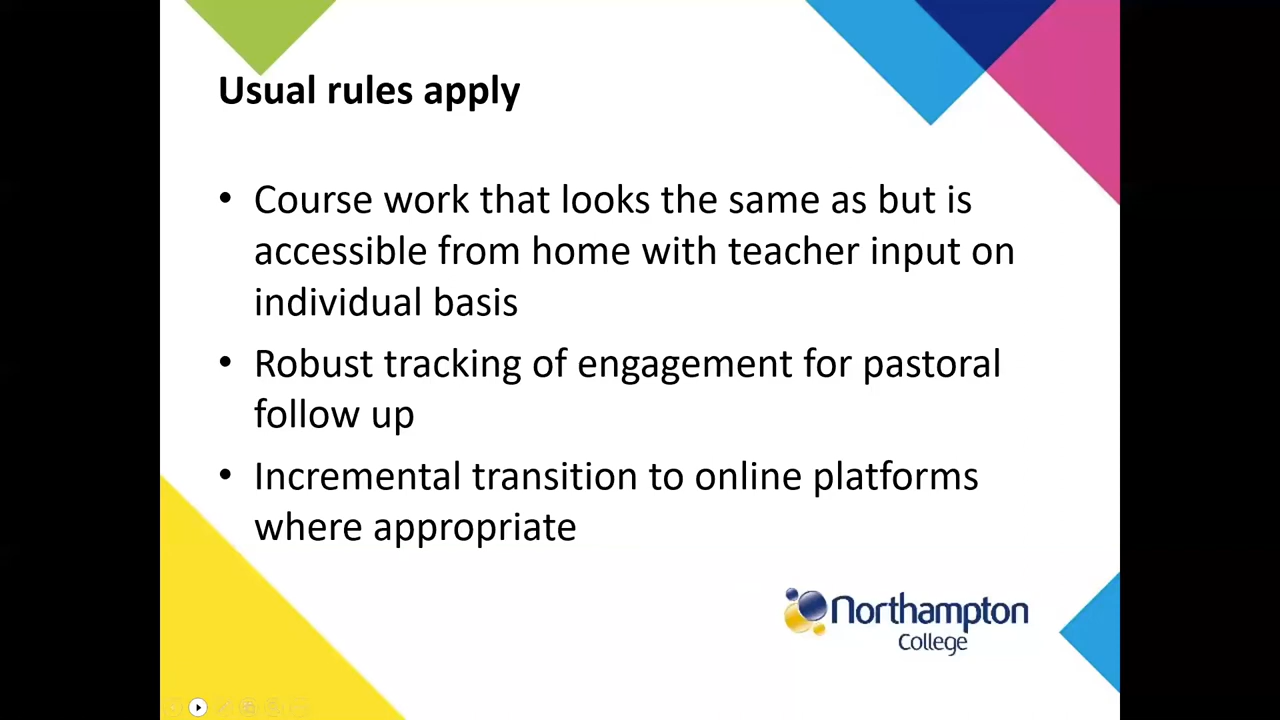 Usual rules apply
• Course work that looks the same as but is
accessible from home with teacher input on
individual basis
• Robust tracking of engagement for pastoral
follow up
• Incremental transition to online platforms
where appropriate
Northampton
College